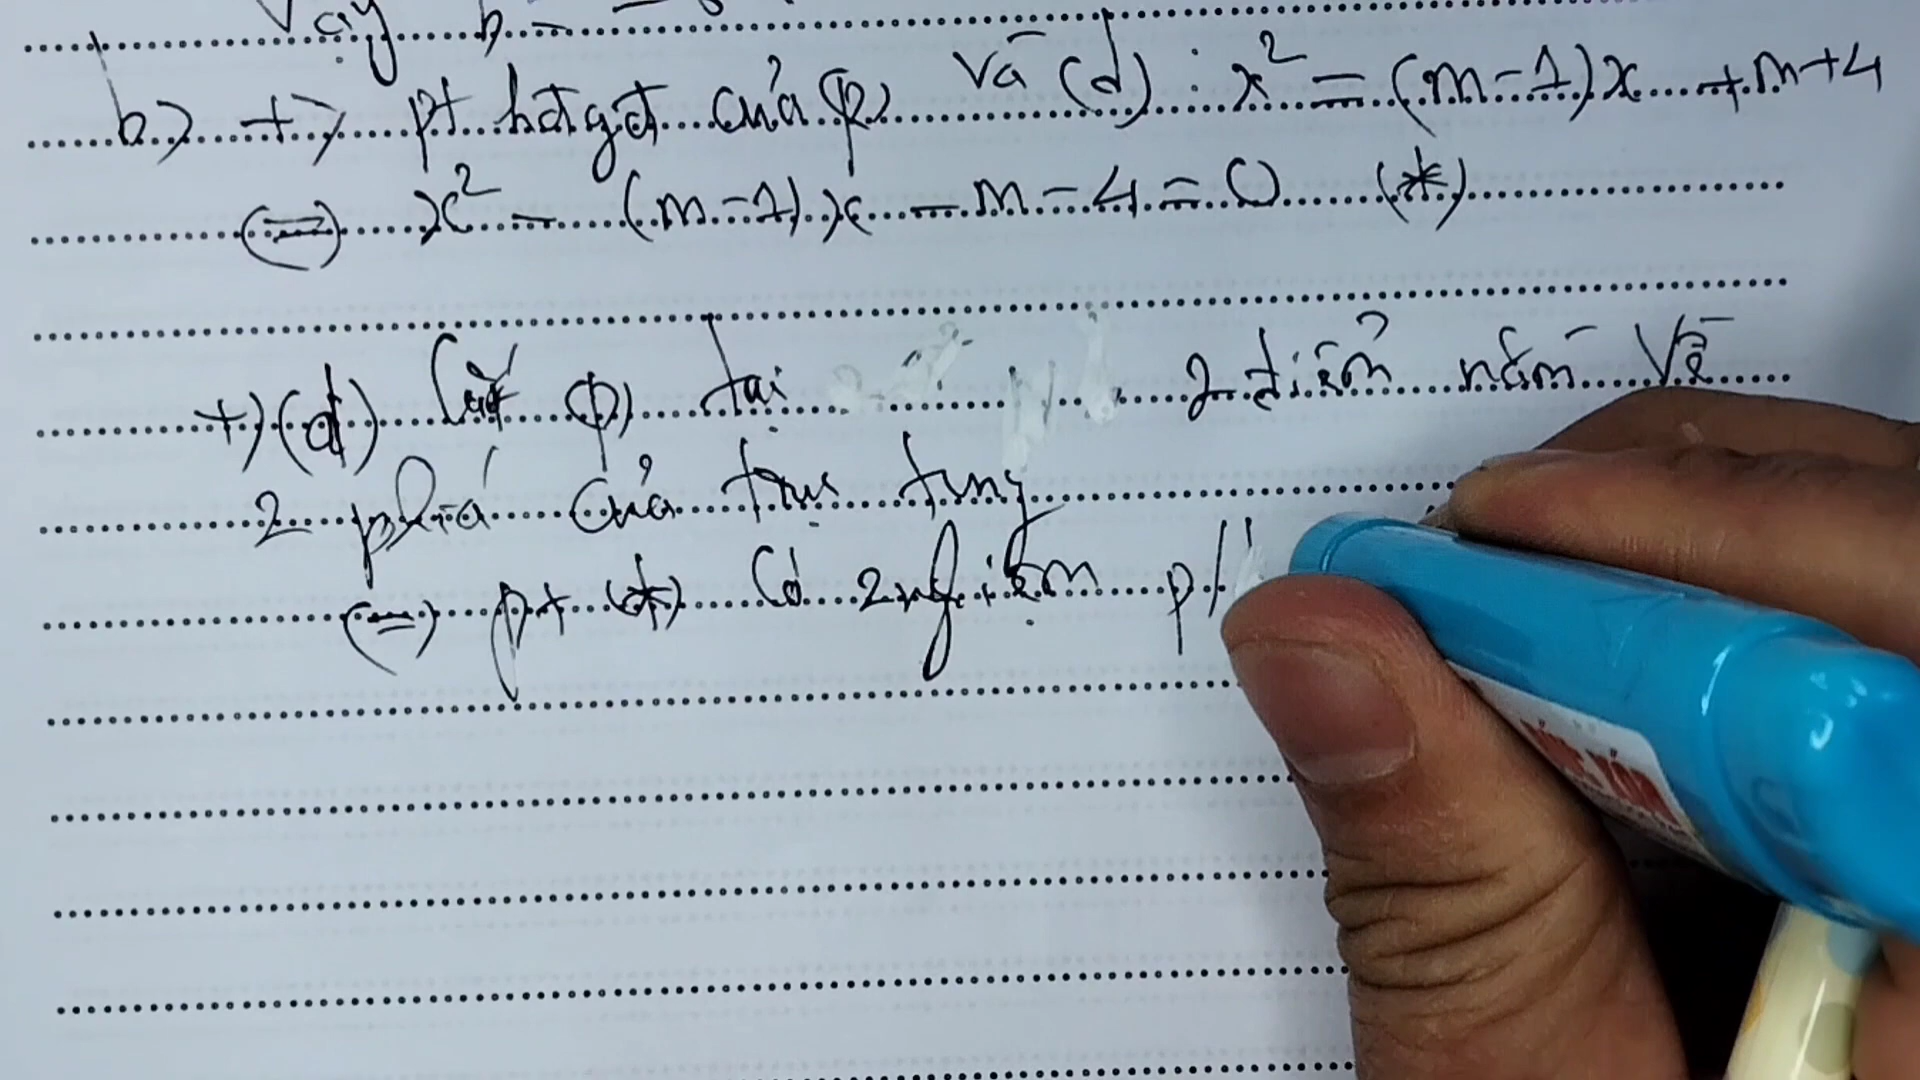 Vậy b =
b) +) pt hđgđ của (P) và (d) : x² = (m-1)x + m+4
(⇔) x² - (m-1)x - m - 4 = 0 (*)
+) (d) cắt (P) tại 2 điểm nằm về
2 phía của trục tung
(⇔) pt (*) có 2 nghiệm